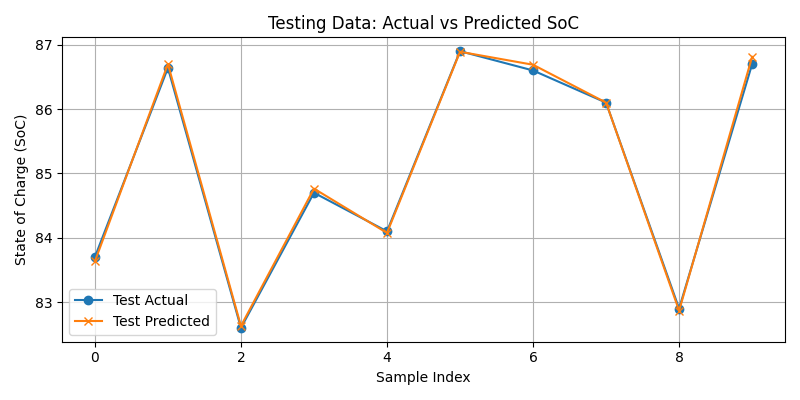 Testing Data: Actual vs Predicted SoC
87
86
85
84
83
State of Charge (SoC)
Test Actual
Test Predicted
0 2 4 6 8
Sample Index